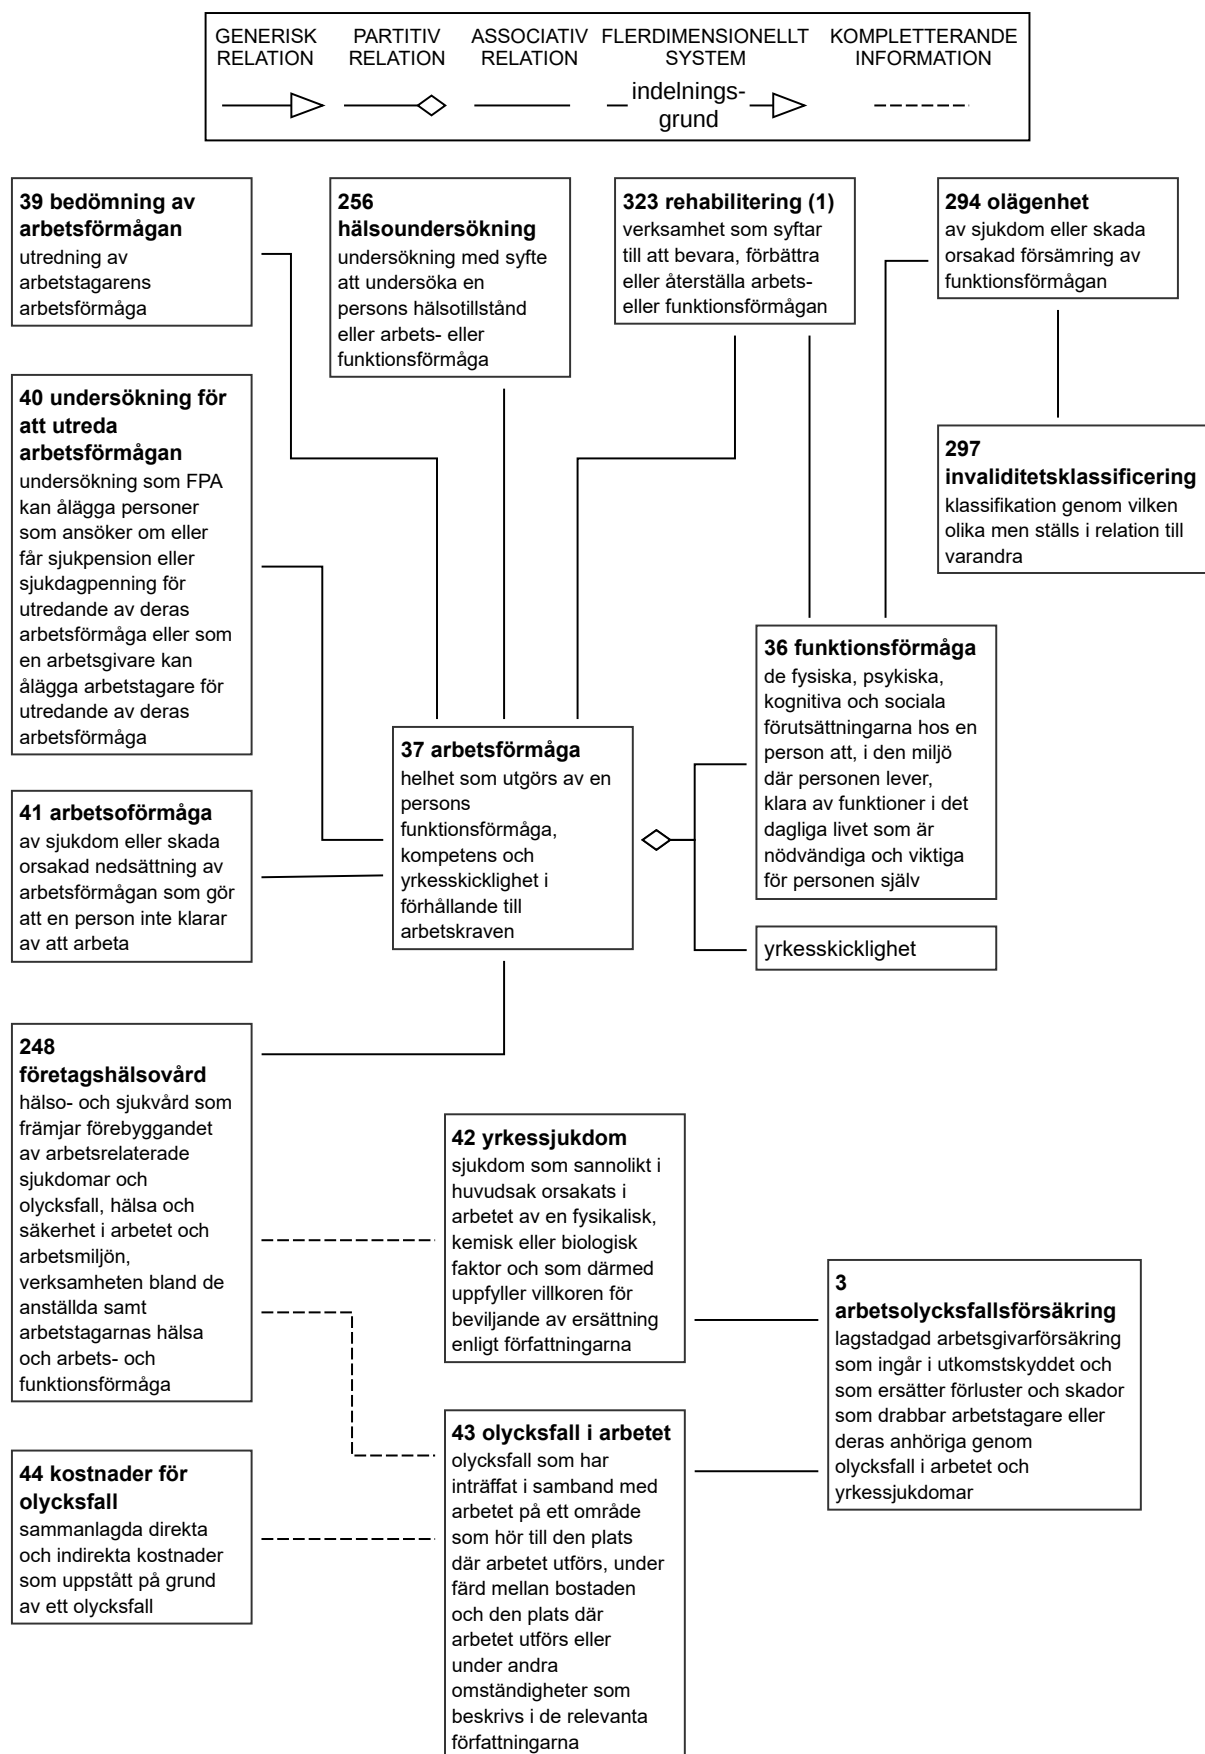 GENERISK
RELATION
PARTITIV
RELATION
ASSOCIATIV
RELATION
FLERDIMENSIONELLT
SYSTEM
KOMPLETTERANDE
INFORMATION
indelnings-
grund
39 bedömning av
arbetsförmågan
utredning av
arbetstagarens
arbetsförmåga
256
hälsoundersökning
undersökning med syfte
att undersöka en
persons hälsotillstånd
eller arbets- eller
funktionsförmåga
323 rehabilitering (1)
verksamhet som syftar
till att bevara, förbättra
eller återställa arbets-
eller funktionsförmågan
294 olägenhet
av sjukdom eller skada
orsakad försämring av
funktionsförmågan
40 undersökning för
att utreda
arbetsförmågan
undersökning som FPA
kan ålägga personer
som ansöker om eller
får sjukpension eller
sjukdagpenning för
utredande av deras
arbetsförmåga eller som
en arbetsgivare kan
ålägga arbetstagare för
utredande av deras
arbetsförmåga
297
invaliditetsklassificering
klassifikation genom vilken
olika men ställs i relation till
varandra
36 funktionsförmåga
de fysiska, psykiska,
kognitiva och sociala
förutsättningarna hos en
person att, i den miljö
där personen lever,
klara av funktioner i det
dagliga livet som är
nödvändiga och viktiga
för personen själv
37 arbetsförmåga
helhet som utgörs av en
persons
funktionsförmåga,
kompetens och
yrkesskicklighet i
förhållande till
arbetskraven
41 arbetsoförmåga
av sjukdom eller skada
orsakad nedsättning av
arbetsförmågan som gör
att en person inte klarar
av att arbeta
yrkesskicklighet
248
företagshälsovård
hälso- och sjukvård som
främjar förebyggandet
av arbetsrelaterade
sjukdomar och
olycksfall, hälsa och
säkerhet i arbetet och
arbetsmiljön,
verksamheten bland de
anställda samt
arbetstagarnas hälsa
och arbets- och
funktionsförmåga
42 yrkessjukdom
sjukdom som sannolikt i
huvudsak orsakats i
arbetet av en fysikalisk,
kemisk eller biologisk
faktor och som därmed
uppfyller villkoren för
beviljande av ersättning
enligt författningarna
3
arbetsolycksfallsförsäkring
lagstadgad arbetsgivarförsäkring
som ingår i utkomstskyddet och
som ersätter förluster och skador
som drabbar arbetstagare eller
deras anhöriga genom
olycksfall i arbetet och
yrkessjukdomar
43 olycksfall i arbetet
olycksfall som har
inträffat i samband med
arbetet på ett område
som hör till den plats
där arbetet utförs, under
färd mellan bostaden
och den plats där
arbetet utförs eller
under andra
omständigheter som
beskrivs i de relevanta
författningarna
44 kostnader för
olycksfall
sammanlagda direkta
och indirekta kostnader
som uppstått på grund
av ett olycksfall